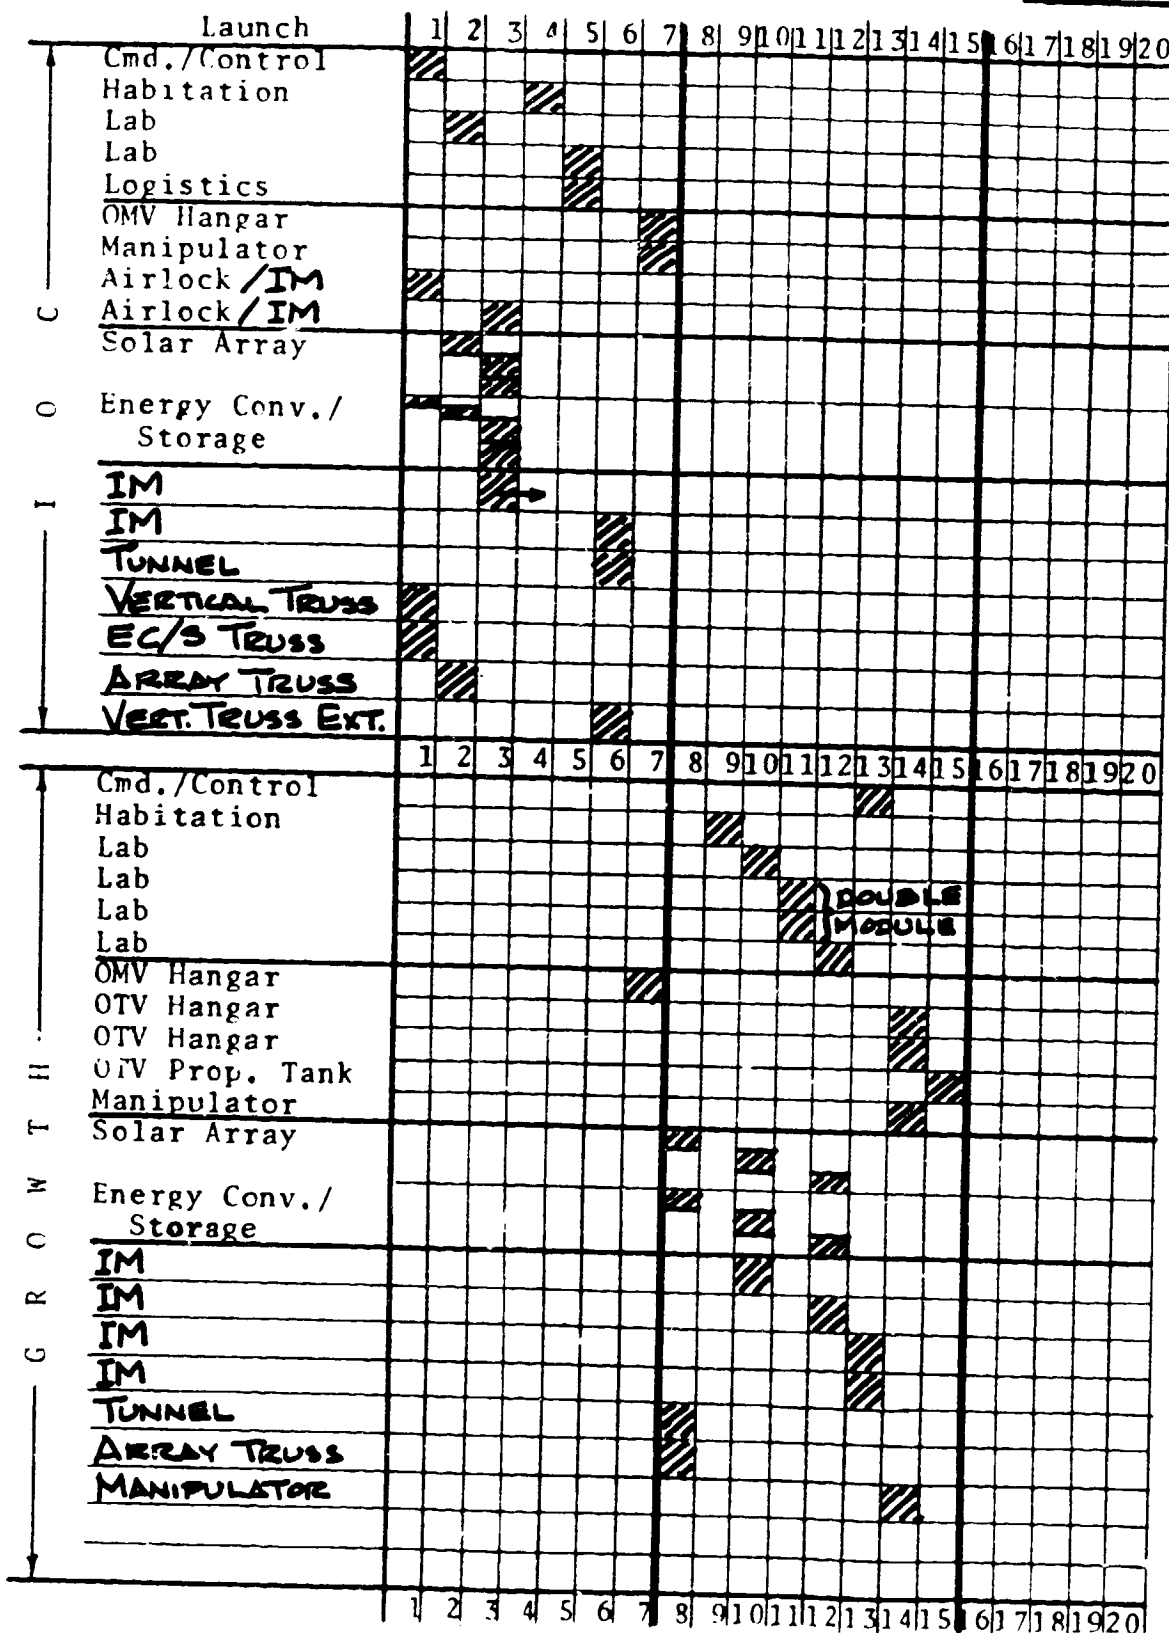 Launch 1 2 3 4 5 6 7 8 9 10 11 12 13 14 15 16 17 18 19 20
Cmd./Control
Habitation
Lab
Lab
Logistics
OMV Hangar
Manipulator
Airlock/IM
Airlock/IM
Solar Array
Energy Conv./
Storage
IM
IM
TUNNEL
VERTICAL TRUSS
EC/S TRUSS
ARRAY TRUSS
VERT. TRUSS EXT.
IOC
1 2 3 4 5 6 7 8 9 10 11 12 13 14 15 16 17 18 19 20
Cmd./Control
Habitation
Lab
Lab
Lab
Lab
DOUBLE
MODULE
OMV Hangar
OTV Hangar
OTV Hangar
OTV Prop. Tank
Manipulator
Solar Array
Energy Conv./
Storage
IM
IM
IM
IM
TUNNEL
ARRAY TRUSS
MANIPULATOR
GROWTH
1 2 3 4 5 6 7 8 9 10 11 12 13 14 15 16 17 18 19 20